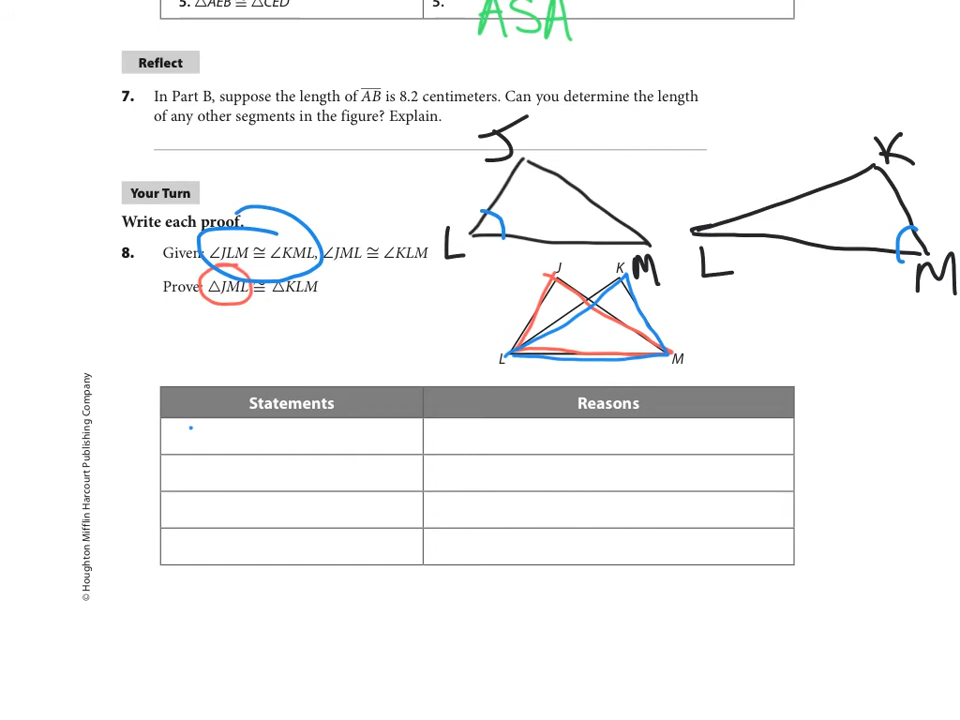 5. △AEB ≅ △CED
5.
ASA
Reflect
7. In Part B, suppose the length of AB is 8.2 centimeters. Can you determine the length
of any other segments in the figure? Explain.
J
K
Your Turn
Write each proof.
8. Given: ∠JLM ≅ ∠KML, ∠JML ≅ ∠KLM
L
M
L
M
Prove: △JML ≅ △KLM
J
K
L
M
Statements
Reasons
© Houghton Mifflin Harcourt Publishing Company